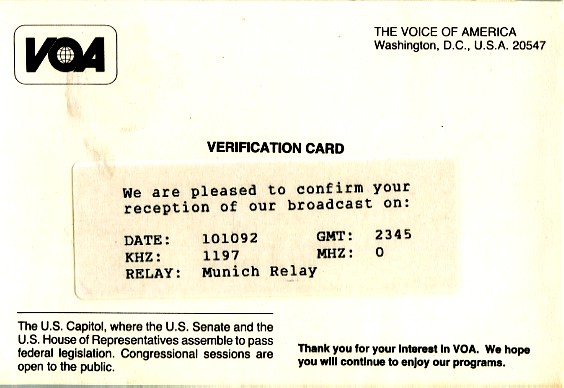 VOA
THE VOICE OF AMERICA
Washington, D.C., U.S.A. 20547
VERIFICATION CARD
We are pleased to confirm your
reception of our broadcast on:
DATE: 101092 GMT: 2345
KHZ: 1197 MHZ: 0
RELAY: Munich Relay
The U.S. Capitol, where the U.S. Senate and the
U.S. House of Representatives assemble to pass
federal legislation. Congressional sessions are
open to the public.
Thank you for your interest in VOA. We hope
you will continue to enjoy our programs.